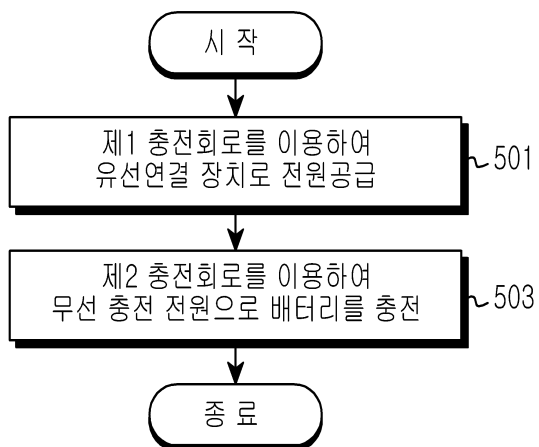 시 작
제1 충전회로를 이용하여
유선연결 장치로 전원공급
501
제2 충전회로를 이용하여
무선 충전 전원으로 배터리를 충전
503
종 료